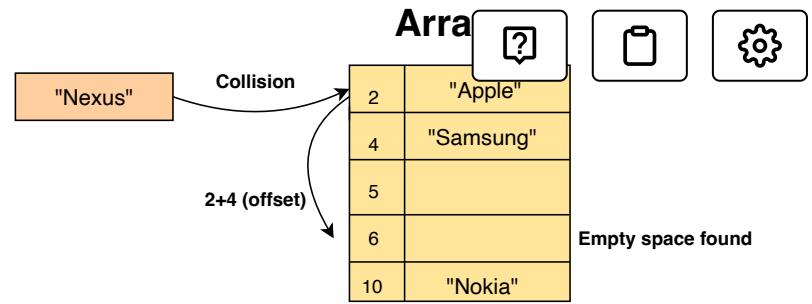 Arra
"Nexus"
Collision
2 "Apple"
4 "Samsung"
2+4 (offset)
5
6 Empty space found
10 "Nokia"